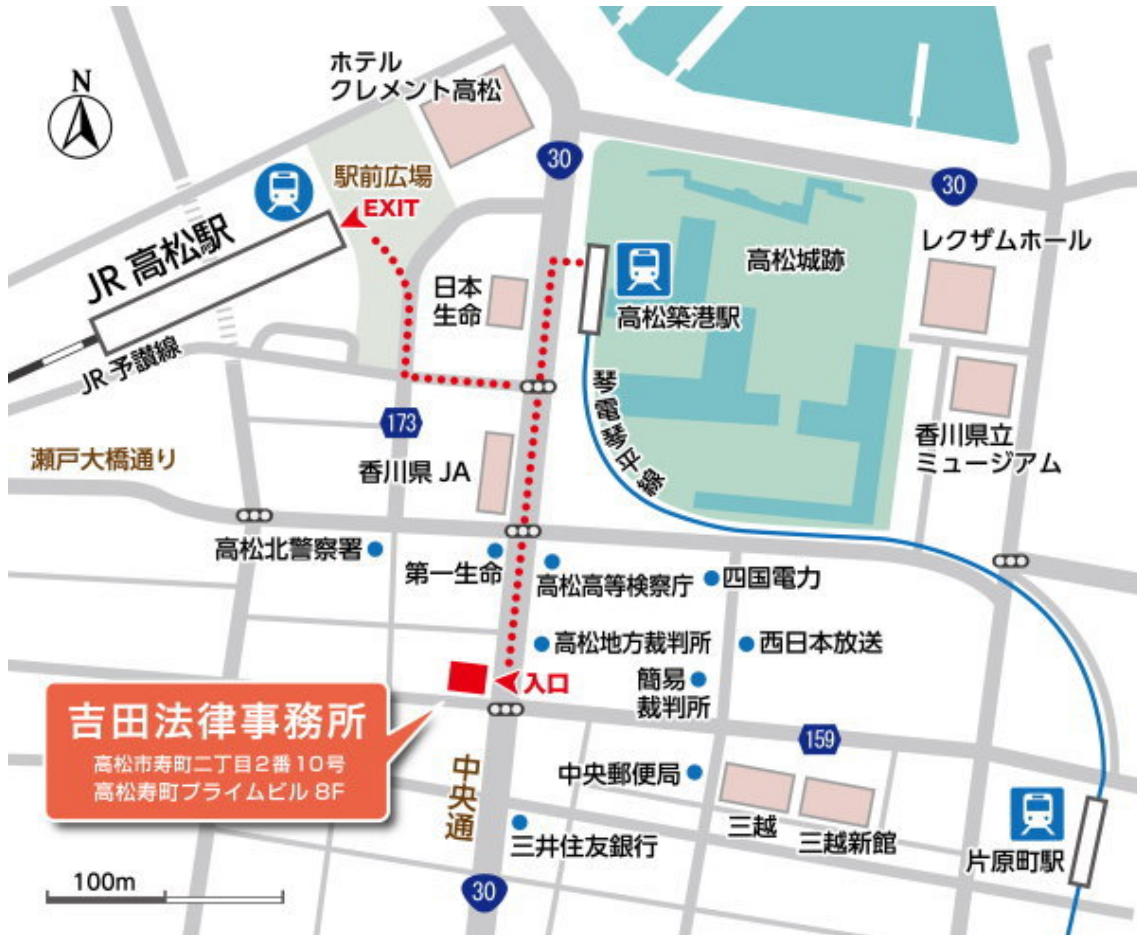 ホテル
クレメント高松
N
30
駅前広場
EXIT
30
JR 高松駅
レクザムホール
高松城跡
日本
生命
高松築港駅
JR 予讃線
琴電琴平線
173
香川県立
ミュージアム
瀬戸大橋通り
香川県 JA
高松北警察署
第一生命
高松高等検察庁
四国電力
高松地方裁判所
西日本放送
入口
簡易
裁判所
吉田法律事務所
高松市寿町二丁目2番10号
高松寿町プライムビル 8F
159
中央通
中央郵便局
三越
三越新館
三井住友銀行
片原町駅
100m
30